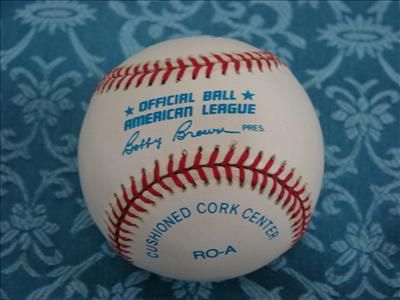 ★ OFFICIAL BALL ★
AMERICAN LEAGUE
Bobby Brown PRES.
CUSHIONED CORK CENTER
RO-A